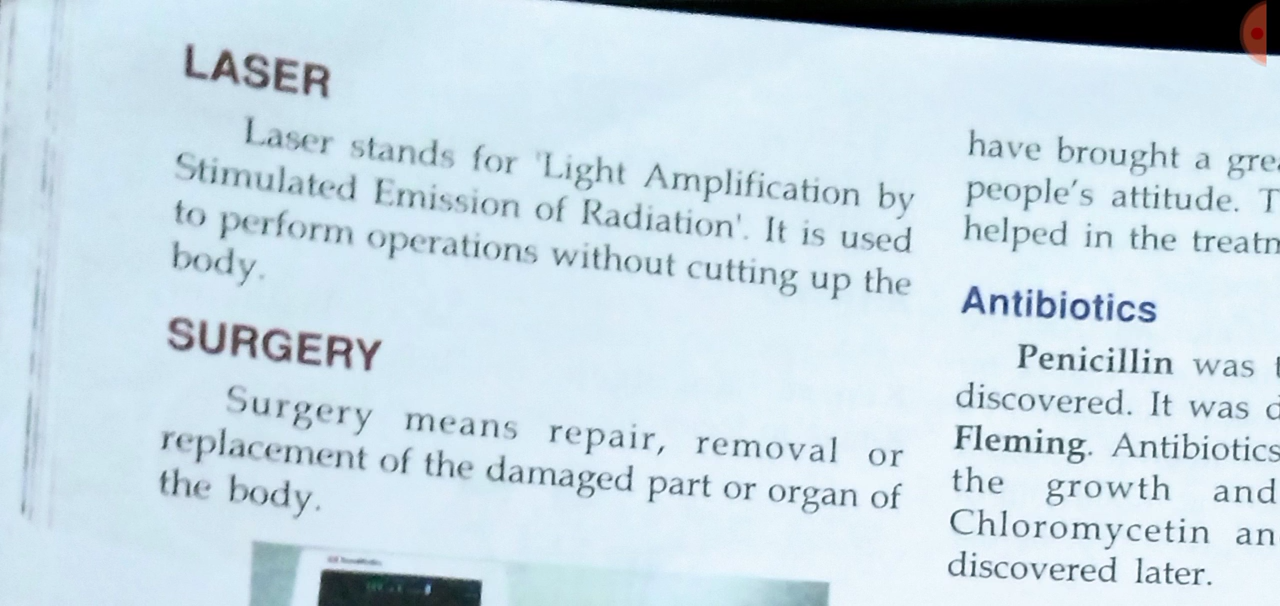 LASER
Laser stands for 'Light Amplification by
Stimulated Emission of Radiation'. It is used
to perform operations without cutting up the
body.
SURGERY
Surgery means repair, removal or
replacement of the damaged part or organ of
the body.
have brought a
people's attitude.
helped in the
Antibiotics
Penicillin was
discovered. It was
Fleming. Antibiotics
the growth and
Chloromycetin
discovered later.